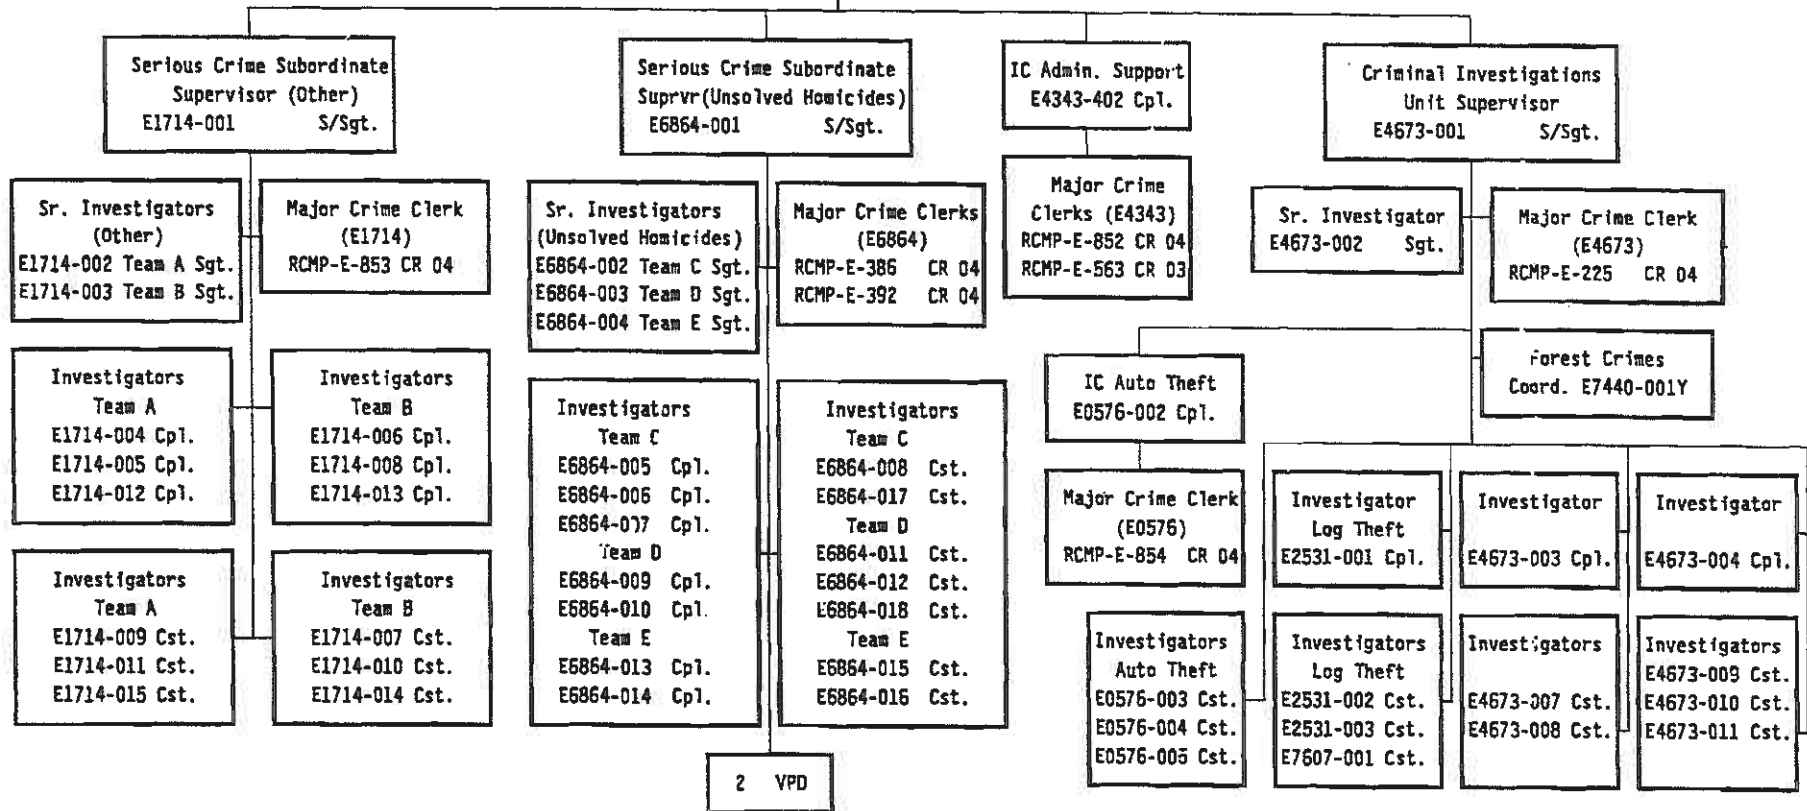 Serious Crime Subordinate
Supervisor (Other)
E1714-001 S/Sgt.
Serious Crime Subordinate
Suprvr(Unsolved Homicides)
E6864-001 S/Sgt.
IC Admin. Support
E4343-402 Cpl.
Criminal Investigations
Unit Supervisor
E4673-001 S/Sgt.
Sr. Investigators
(Other)
E1714-002 Team A Sgt.
E1714-003 Team B Sgt.
Major Crime Clerk
(E1714)
RCMP-E-853 CR 04
Sr. Investigators
(Unsolved Homicides)
E6864-002 Team C Sgt.
E6864-003 Team D Sgt.
E6864-004 Team E Sgt.
Major Crime Clerks
(E6864)
RCMP-E-386 CR 04
RCMP-E-392 CR 04
Major Crime
Clerks (E4343)
RCMP-E-852 CR 04
RCMP-E-563 CR 03
Sr. Investigator
E4673-002 Sgt.
Major Crime Clerk
(E4673)
RCMP-E-225 CR 04
Forest Crimes
Coord. E7440-001Y
Investigators
Team A
E1714-004 Cpl.
E1714-005 Cpl.
E1714-012 Cpl.
Investigators
Team B
E1714-006 Cpl.
E1714-008 Cpl.
E1714-013 Cpl.
Investigators
Team C
E6864-005 Cpl.
E6864-006 Cpl.
E6864-007 Cpl.
Team D
E6864-009 Cpl.
E6864-010 Cpl.
Team E
E6864-013 Cpl.
E6864-014 Cpl.
Investigators
Team C
E6864-008 Cst.
E6864-017 Cst.
Team D
E6864-011 Cst.
E6864-012 Cst.
E6864-018 Cst.
Team E
E6864-015 Cst.
E6864-016 Cst.
IC Auto Theft
E0576-002 Cpl.
Major Crime Clerk
(E0576)
RCMP-E-854 CR 04
Investigator
Log Theft
E2531-001 Cpl.
Investigator
E4673-003 Cpl.
Investigator
E4673-004 Cpl.
Investigators
Team A
E1714-009 Cst.
E1714-011 Cst.
E1714-015 Cst.
Investigators
Team B
E1714-007 Cst.
E1714-010 Cst.
E1714-014 Cst.
Investigators
Auto Theft
E0576-003 Cst.
E0576-004 Cst.
E0576-005 Cst.
Investigators
Log Theft
E2531-002 Cst.
E2531-003 Cst.
E7607-001 Cst.
Investigators
E4673-007 Cst.
E4673-008 Cst.
Investigators
E4673-009 Cst.
E4673-010 Cst.
E4673-011 Cst.
2 VPD